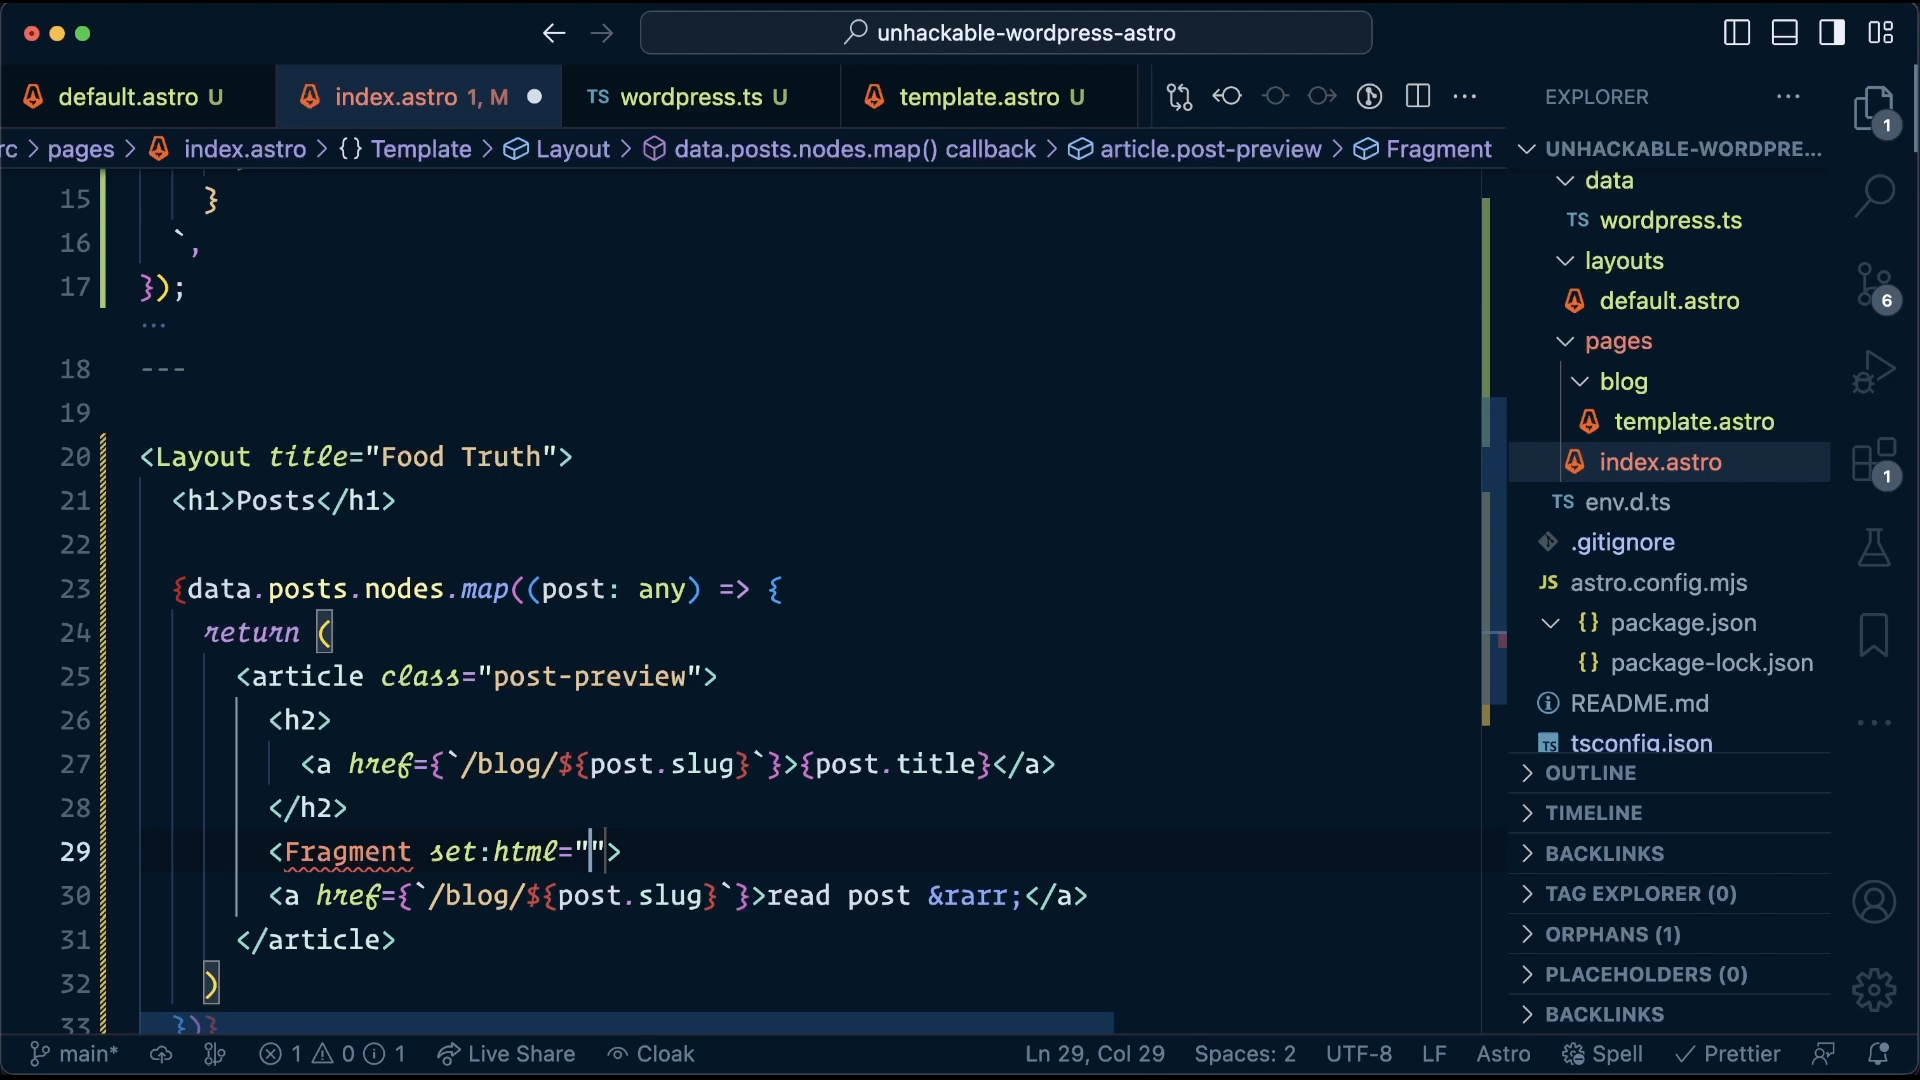 unhackable-wordpress-astro
default.astro U
index.astro 1, M
TS wordpress.ts U
template.astro U
EXPLORER
1
rc > pages > index.astro > {} Template > Layout > data.posts.nodes.map() callback > article.post-preview > Fragment
UNHACKABLE-WORDPRE...
data
TS wordpress.ts
layouts
default.astro
6
pages
blog
template.astro
index.astro
1
TS env.d.ts
.gitignore
JS astro.config.mjs
{} package.json
{} package-lock.json
README.md
TS tsconfig.json
OUTLINE
TIMELINE
BACKLINKS
TAG EXPLORER (0)
ORPHANS (1)
PLACEHOLDERS (0)
BACKLINKS
15 }
16 `,
17 });
...
18 ---
19
20 <Layout title="Food Truth">
21 <h1>Posts</h1>
22
23 {data.posts.nodes.map((post: any) => {
24 return (
25 <article class="post-preview">
26 <h2>
27 <a href={`/blog/${post.slug}`}>{post.title}</a>
28 </h2>
29 <Fragment set:html="">
30 <a href={`/blog/${post.slug}`}>read post &rarr;</a>
31 </article>
32 )
33 })}
main* 1 0 1 Live Share Cloak Ln 29, Col 29 Spaces: 2 UTF-8 LF Astro Spell Prettier